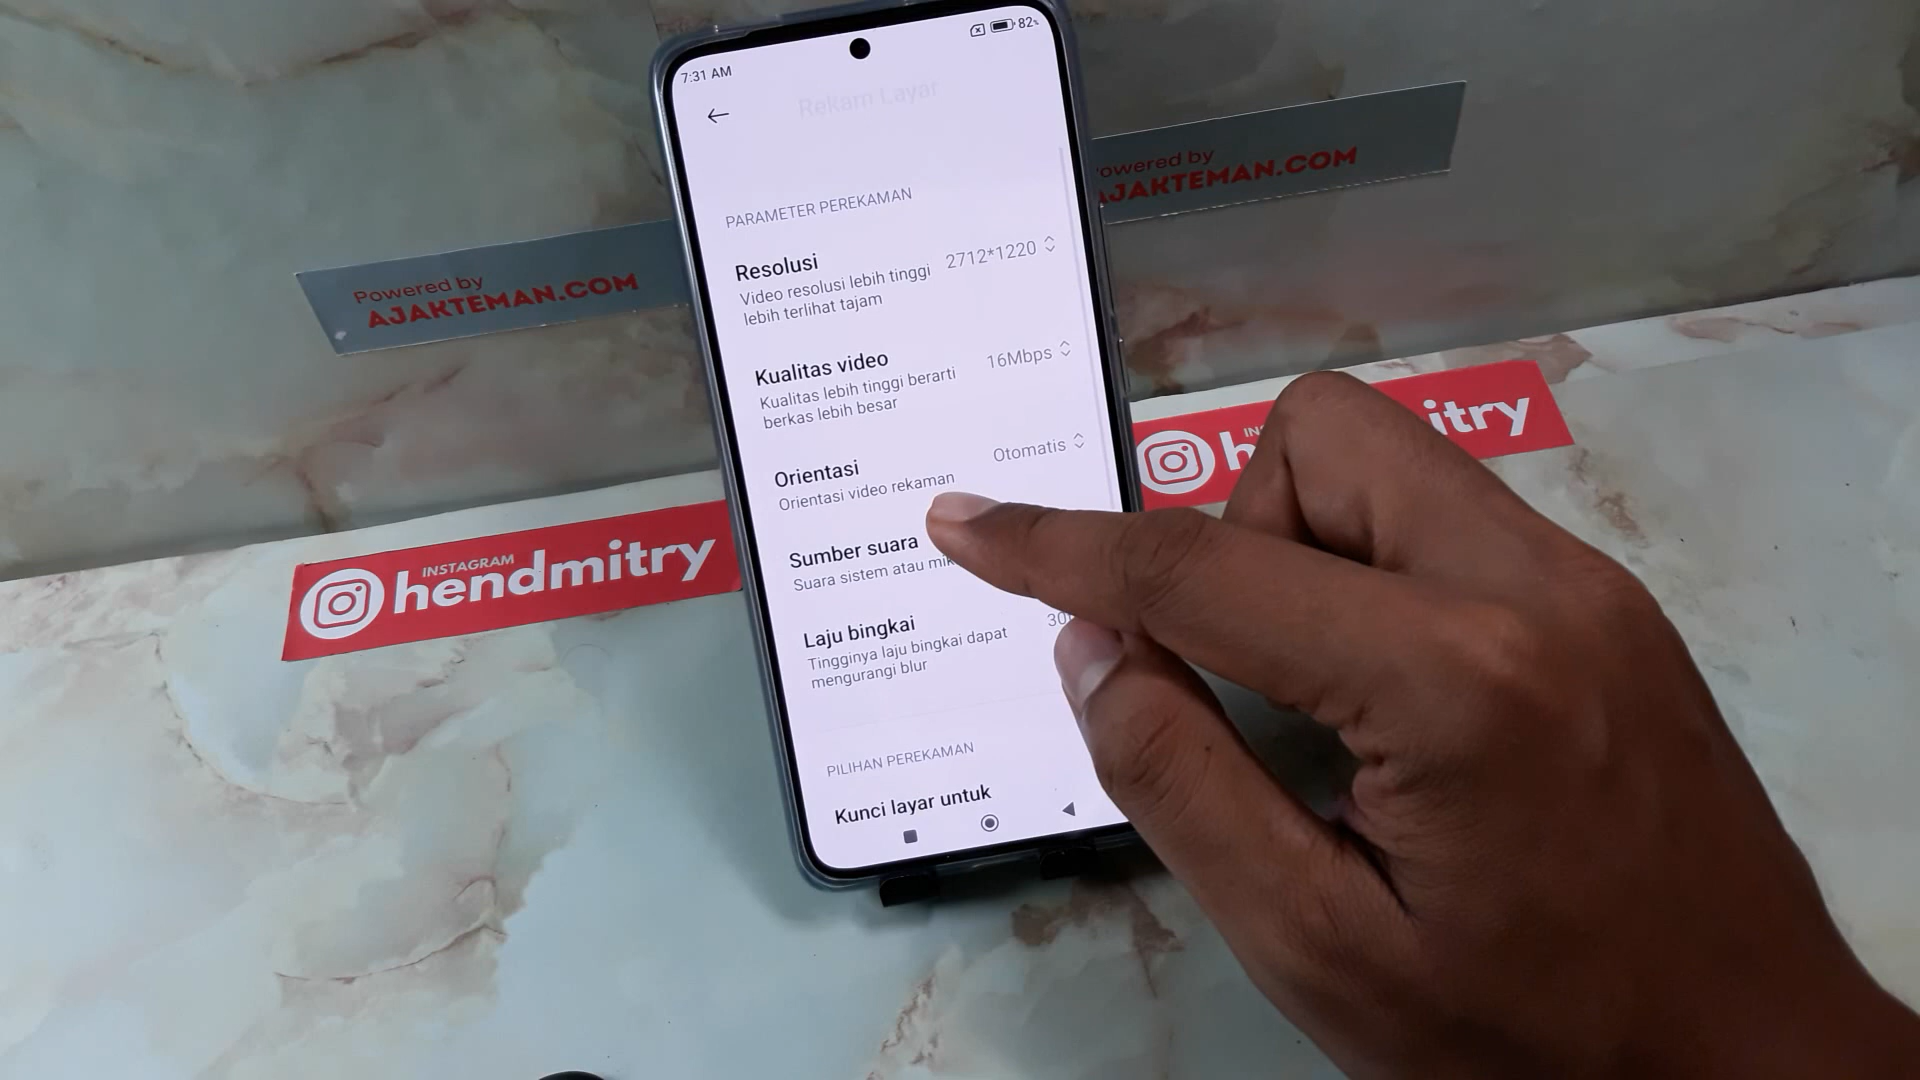 7:31 AM
82%
Rekam Layar
PARAMETER PEREKAMAN
Resolusi
2712*1220
Video resolusi lebih tinggi
lebih terlihat tajam
Kualitas video
16Mbps
Kualitas lebih tinggi berarti
berkas lebih besar
Orientasi
Otomatis
Orientasi video rekaman
Sumber suara
Suara sistem atau
Laju bingkai
Tingginya laju bingkai dapat
mengurangi blur
PILIHAN PEREKAMAN
Kunci layar untuk
Powered by
AJAKTEMAN.COM
Powered by
AJAKTEMAN.COM
INSTAGRAM
hendmitry